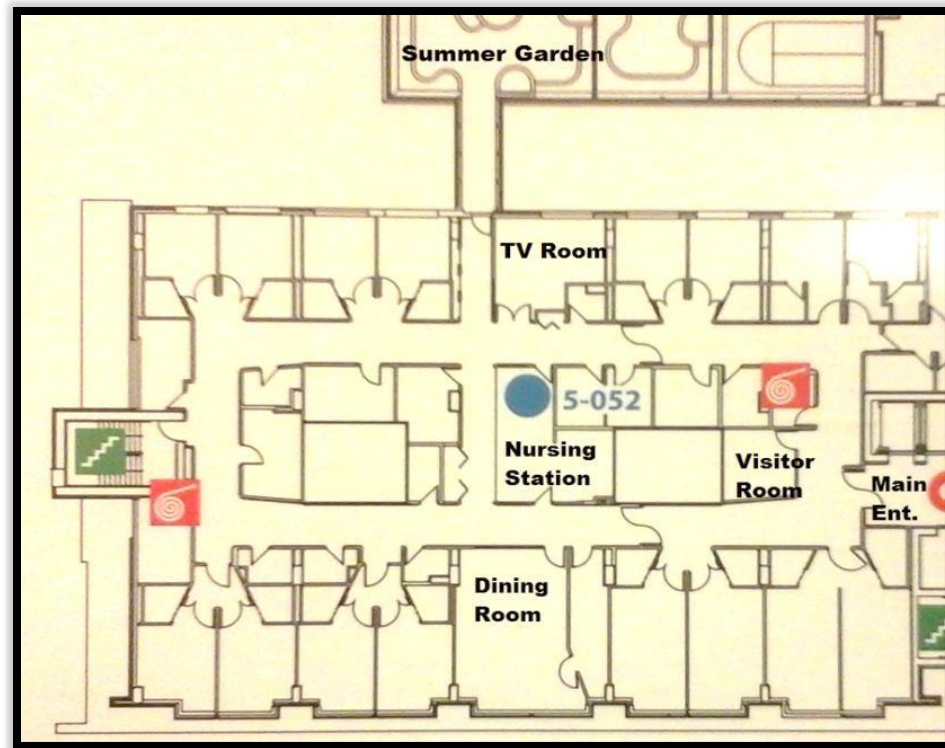 Summer Garden
TV Room
5-052
Nursing
Station
Visitor
Room
Main
Ent.
Dining
Room